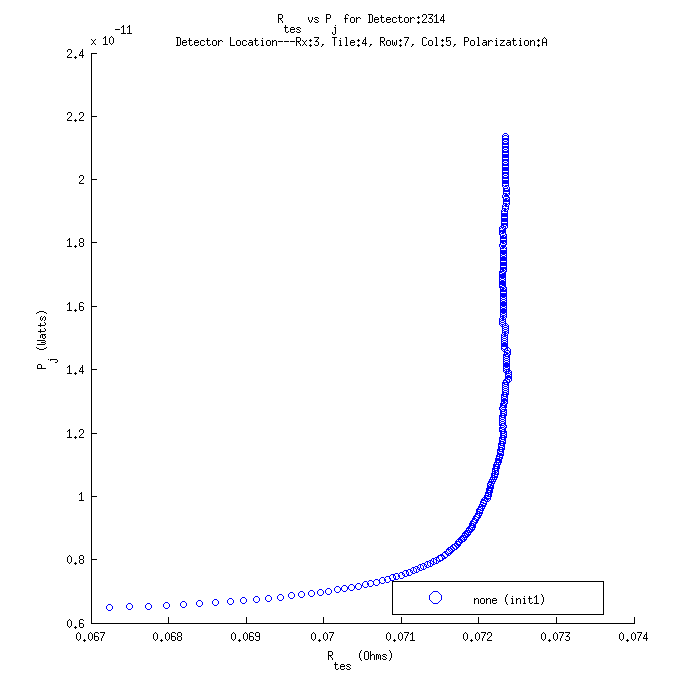 R_tes vs P_j for Detector:2314
Detector Location---Rx:3, Tile:4, Row:7, Col:5, Polarization:A
x 10^-11
2.4
2.2
2
1.8
1.6
1.4
1.2
1
0.8
0.6
P_j (Watts)
none (init1)
0.067 0.068 0.069 0.07 0.071 0.072 0.073 0.074
R_tes (Ohms)